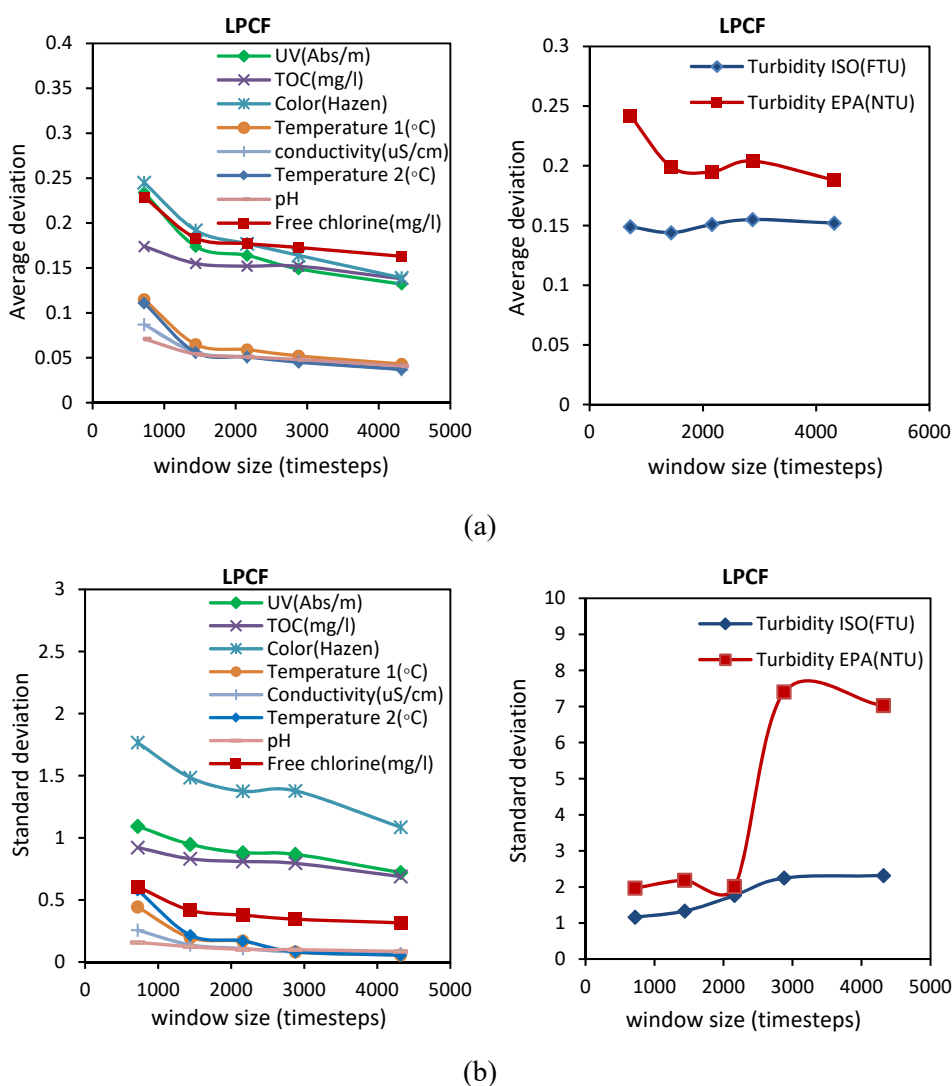 LPCF
0.4
0.35
0.3
0.25
0.2
0.15
0.1
0.05
0
Average deviation
UV(Abs/m)
TOC(mg/l)
Color(Hazen)
Temperature 1(◦C)
conductivity(uS/cm)
Temperature 2(◦C)
pH
Free chlorine(mg/l)
0 1000 2000 3000 4000 5000
window size (timesteps)
LPCF
0.3
0.25
0.2
0.15
0.1
0.05
0
Average deviation
Turbidity ISO(FTU)
Turbidity EPA(NTU)
0 2000 4000 6000
window size (timesteps)
(a)
LPCF
3
2.5
2
1.5
1
0.5
0
Standard deviation
UV(Abs/m)
TOC(mg/l)
Color(Hazen)
Temperature 1(◦C)
Conductivity(uS/cm)
Temperature 2(◦C)
pH
Free chlorine(mg/l)
0 1000 2000 3000 4000 5000
window size (timesteps)
LPCF
10
9
8
7
6
5
4
3
2
1
0
Standard deviation
Turbidity ISO(FTU)
Turbidity EPA(NTU)
0 1000 2000 3000 4000 5000
window size (timesteps)
(b)